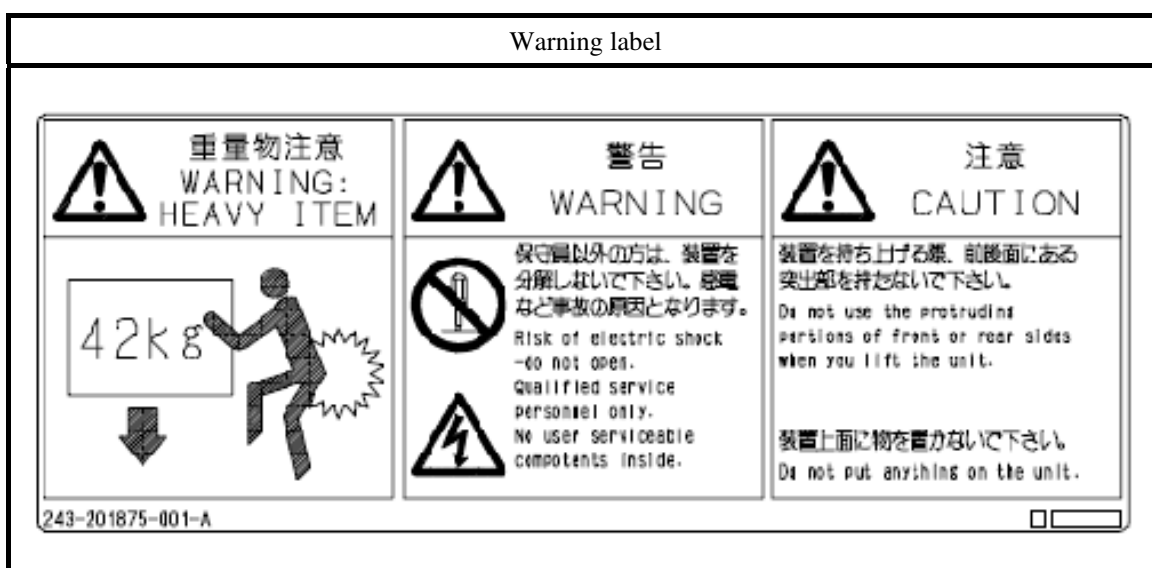 Warning label
重量物注意
WARNING:
HEAVY ITEM
42kg
警告
WARNING
保守員以外の方は、装置を
分解しないで下さい。感電
など事故の原因となります。
Risk of electric shock
-do not open.
Qualified service
personnel only.
No user serviceable
compotents inside.
注意
CAUTION
装置を持ち上げる際、前後面にある
突出部を持たないで下さい。
Do not use the protruding
portions of front or rear sides
when you lift the unit.
装置上面に物を置かないで下さい。
Do not put anything on the unit.
243-201875-001-A